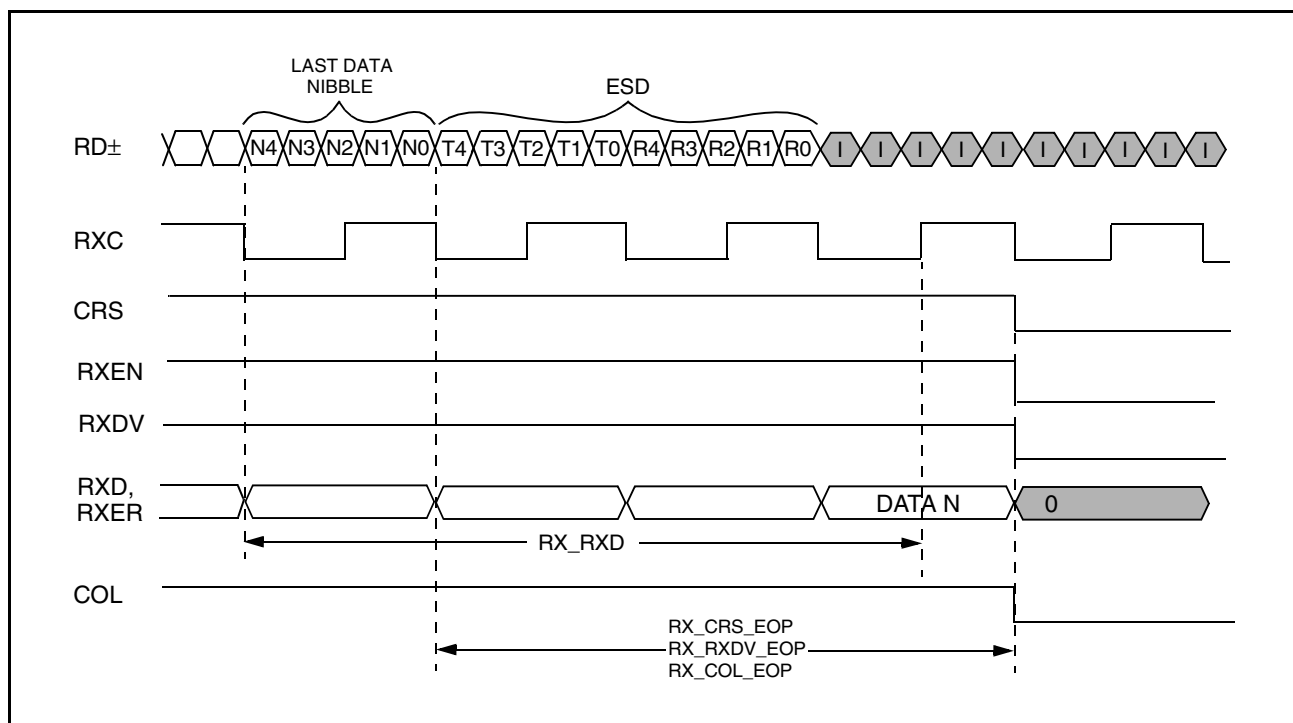 LAST DATA
NIBBLE
ESD
RD±
N4 N3 N2 N1 N0 T4 T3 T2 T1 T0 R4 R3 R2 R1 R0 I I I I I I I I I I
RXC
CRS
RXEN
RXDV
RXD,
RXER
DATA N
0
RX_RXD
COL
RX_CRS_EOP
RX_RXDV_EOP
RX_COL_EOP